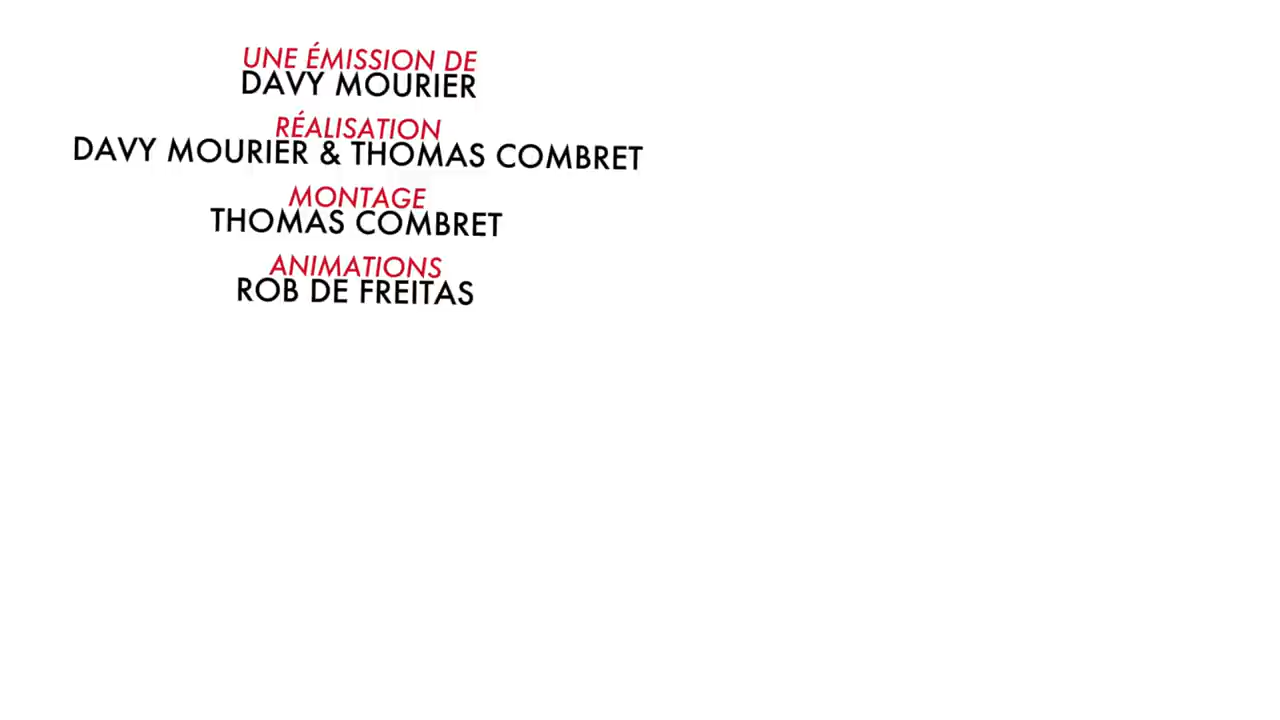 UNE ÉMISSION DE
DAVY MOURIER
RÉALISATION
DAVY MOURIER & THOMAS COMBRET
MONTAGE
THOMAS COMBRET
ANIMATIONS
ROB DE FREITAS